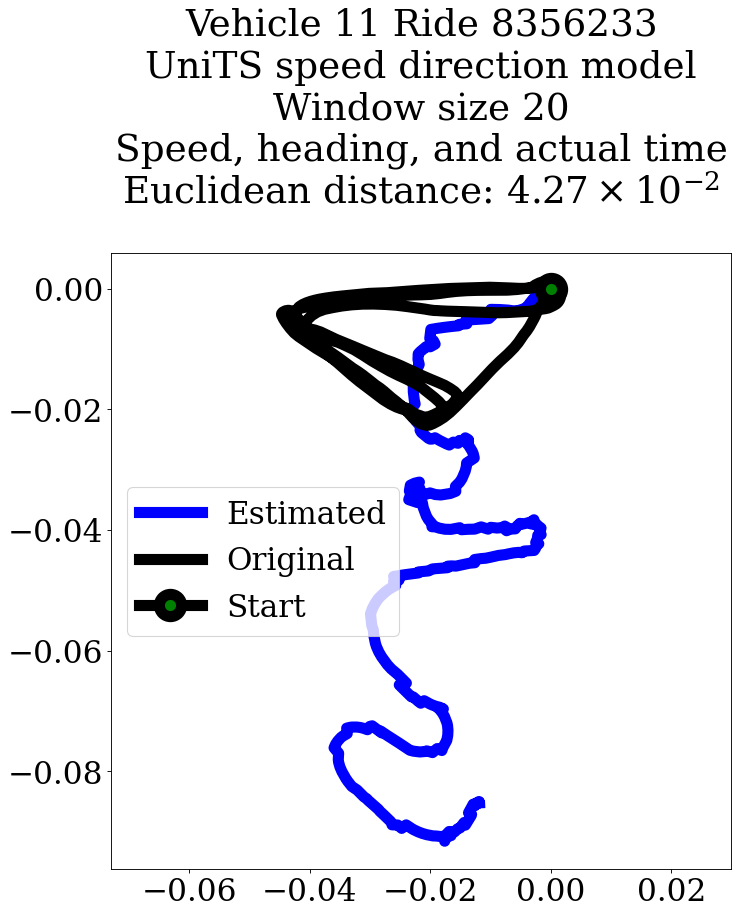 Vehicle 11 Ride 8356233
UniTS speed direction model
Window size 20
Speed, heading, and actual time
Euclidean distance: 4.27 × 10⁻²
0.00
−0.02
−0.04
−0.06
−0.08
Estimated
Original
Start
−0.06 −0.04 −0.02 0.00 0.02